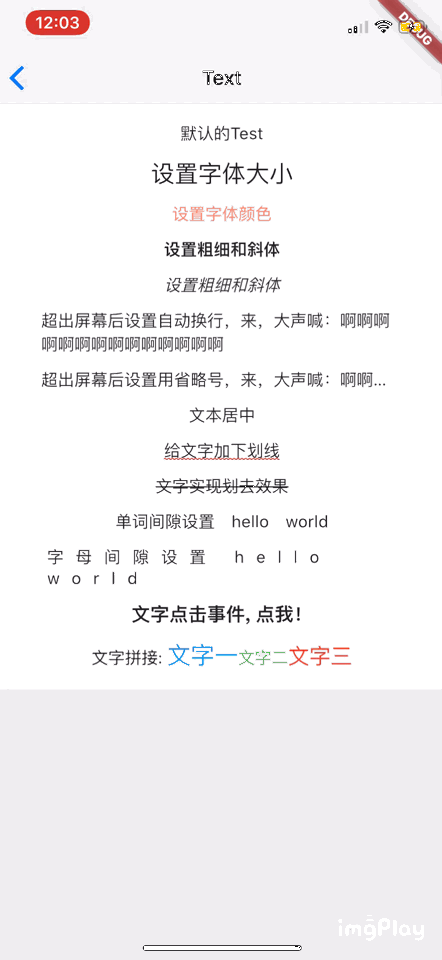 12:03
DEBUG
Text
默认的Test
设置字体大小
设置字体颜色
设置粗细和斜体
设置粗细和斜体
超出屏幕后设置自动换行，来，大声喊：啊啊啊
啊啊啊啊啊啊啊啊啊啊啊
超出屏幕后设置用省略号，来，大声喊：啊啊...
文本居中
给文字加下划线
文字实现划去效果
单词间隙设置 hello world
字 母 间 隙 设 置 h e l l o
w o r l d
文字点击事件, 点我！
文字拼接: 文字一文字二文字三
imgPlay